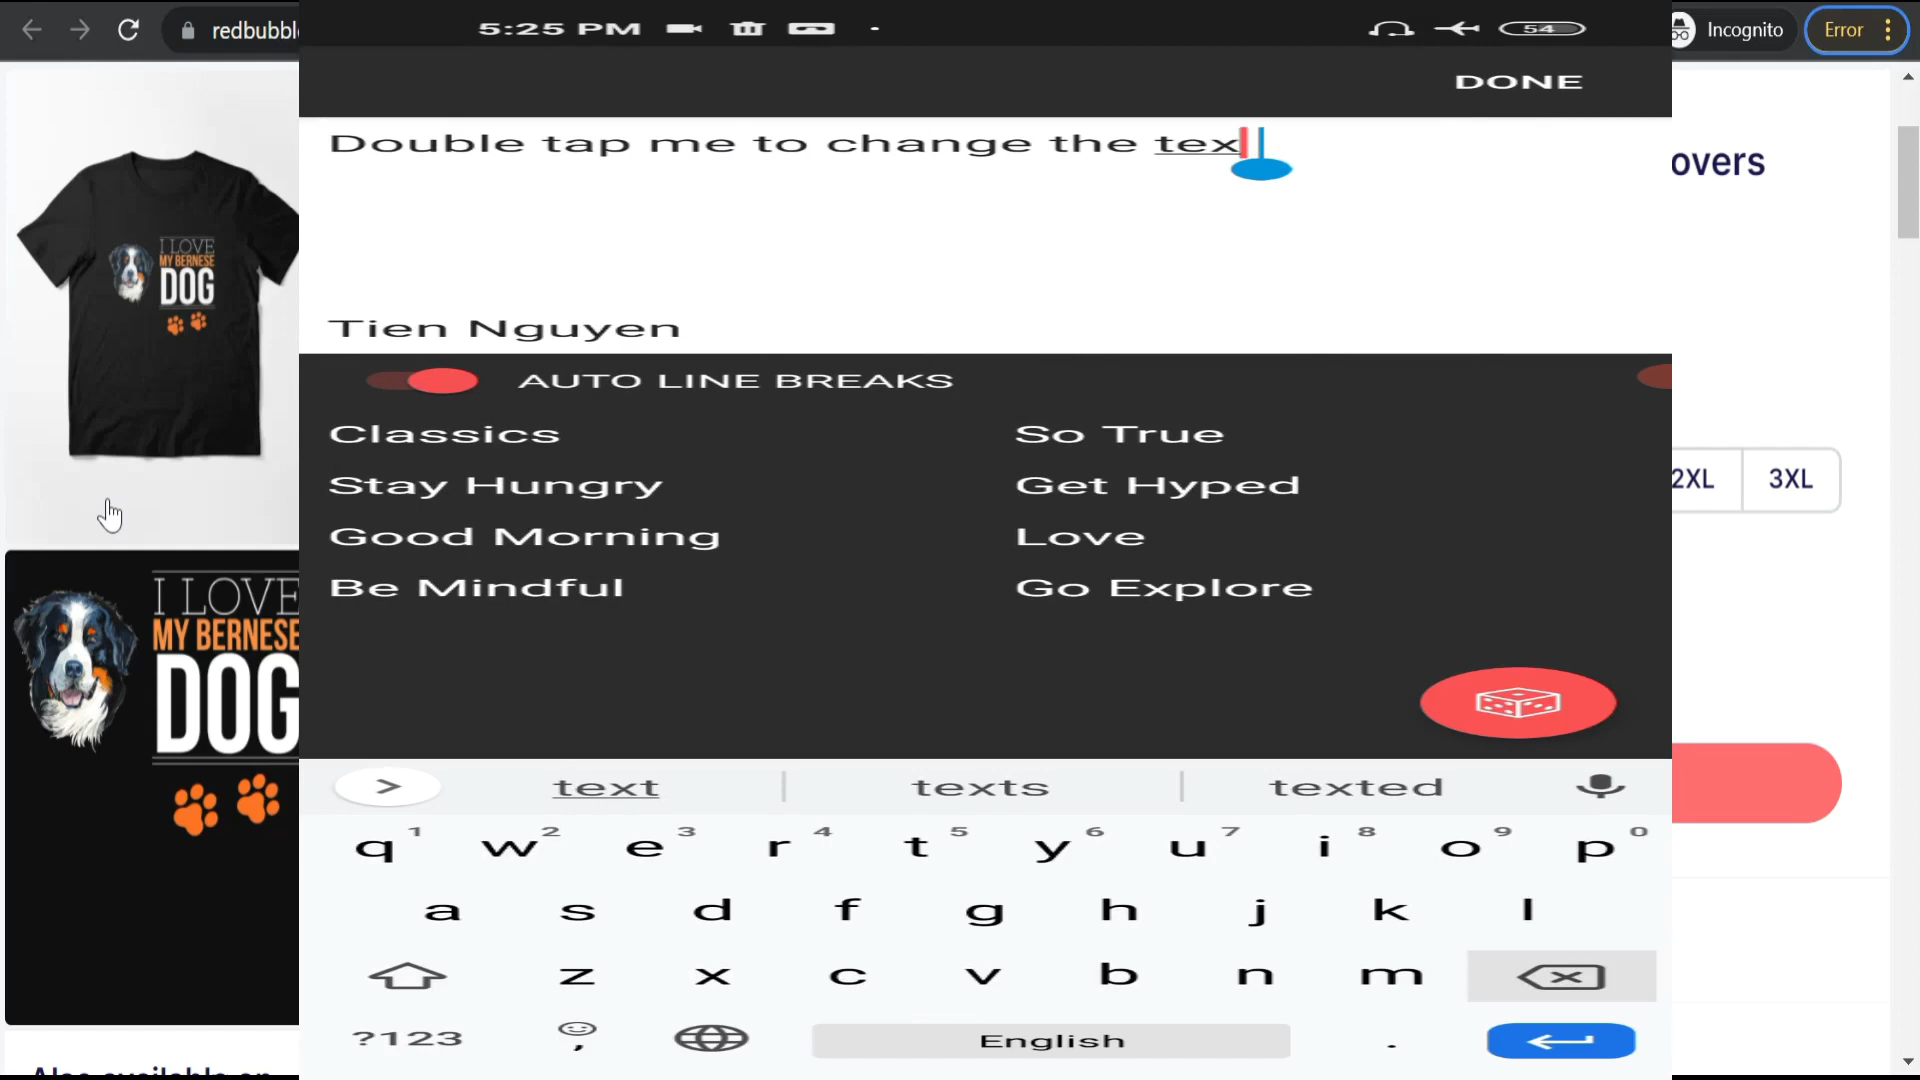 redbubbl
5:25 PM
54
Incognito
Error
DONE
Double tap me to change the tex
Tien Nguyen
AUTO LINE BREAKS
Classics
So True
Stay Hungry
Get Hyped
Good Morning
Love
Be Mindful
Go Explore
text
texts
texted
q 1 w 2 e 3 r 4 t 5 y 6 u 7 i 8 o 9 p 0
a s d f g h j k l
z x c v b n m
?123 , English .
I LOVE
MY BERNESE
DOG
I LOVE
MY BERNESE
DOG
overs
2XL
3XL